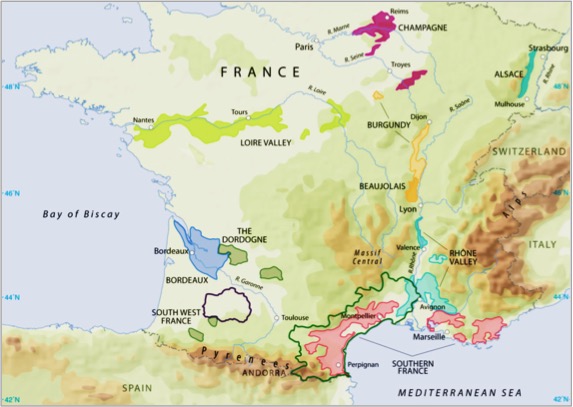 Reims
R. Marne
CHAMPAGNE
Paris
R. Seine
Strasbourg
Troyes
FRANCE
ALSACE
R. Rhine
48°N
48°N
R. Loire
Mulhouse
Tours
R. Saône
Nantes
Dijon
BURGUNDY
LOIRE VALLEY
SWITZERLAND
BEAUJOLAIS
46°N
46°N
Lyon
Alps
Bay of Biscay
THE
DORDOGNE
ITALY
Bordeaux
Valence
Massif
Central
RHÔNE
VALLEY
R. Rhône
BORDEAUX
R. Garonne
44°N
44°N
Avignon
SOUTH WEST
FRANCE
Toulouse
Montpellier
Marseille
Pyrenees
Perpignan
SOUTHERN
FRANCE
ANDORRA
SPAIN
MEDITERRANEAN SEA
42°N
42°N